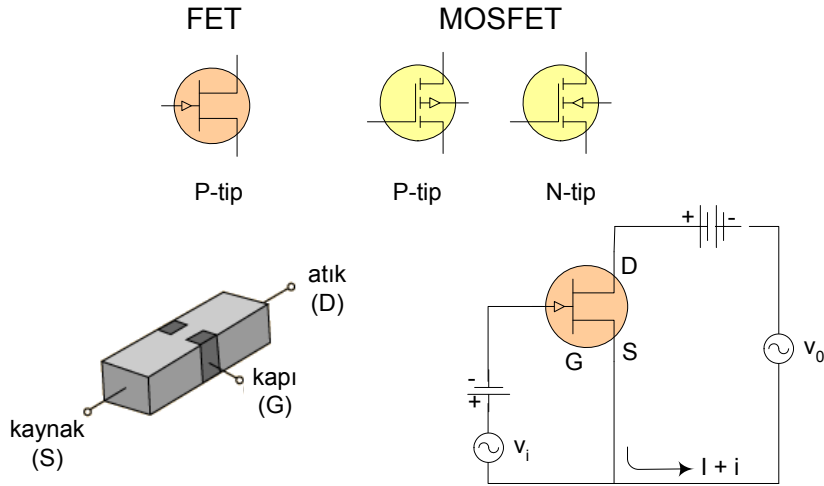 FET
MOSFET
P-tip
P-tip
N-tip
atık
(D)
kapı
(G)
kaynak
(S)
+ -
D
G
S
-
+
vi
v0
I + i